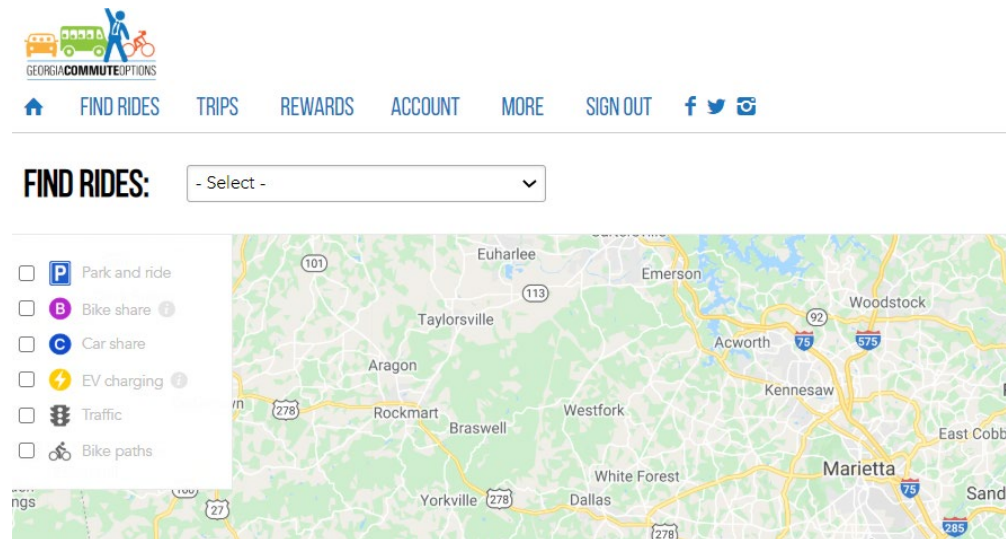 GEORGIACOMMUTEOPTIONS
FIND RIDES TRIPS REWARDS ACCOUNT MORE SIGN OUT
FIND RIDES: - Select -
P Park and ride
B Bike share i
C Car share
EV charging i
Traffic
Bike paths
101
Euharlee
Emerson
113
Woodstock
Taylorsville
92
Acworth
75
575
Aragon
Kennesaw
278
Rockmart
Westfork
Braswell
East Cobb
White Forest
Marietta
75
Yorkville
278
Dallas
Sand
27
278
285